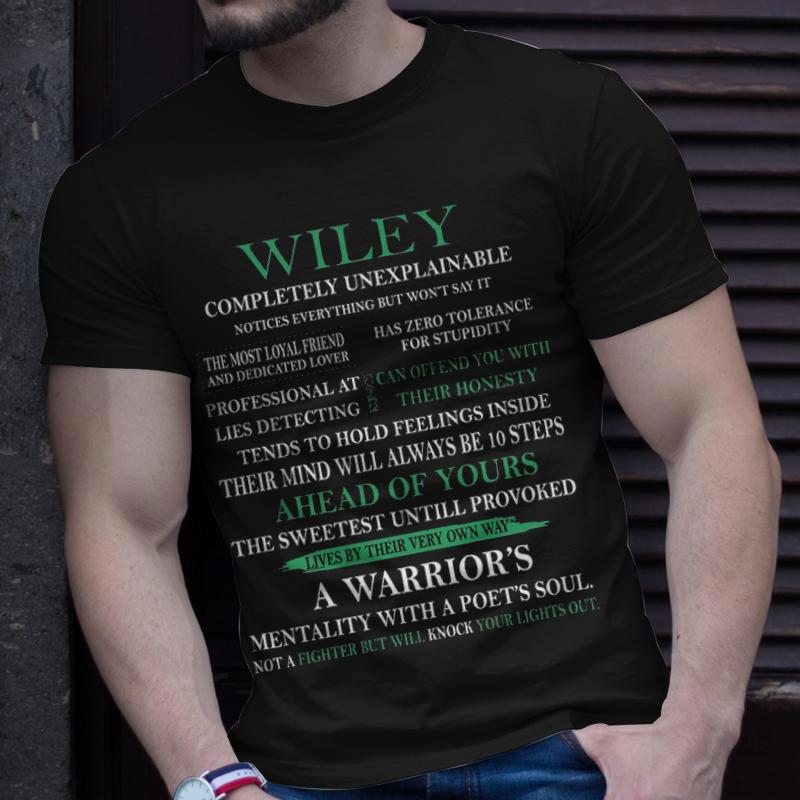 WILEY
COMPLETELY UNEXPLAINABLE
NOTICES EVERYTHING BUT WON'T SAY IT
THE MOST LOYAL FRIEND
AND DEDICATED LOVER
HAS ZERO TOLERANCE
FOR STUPIDITY
PROFESSIONAL AT
LIES DETECTING
CAN OFFEND YOU WITH
THEIR HONESTY
TENDS TO HOLD FEELINGS INSIDE
THEIR MIND WILL ALWAYS BE 10 STEPS
AHEAD OF YOURS
THE SWEETEST UNTILL PROVOKED
LIVES BY THEIR VERY OWN WAY
A WARRIOR'S
MENTALITY WITH A POET'S SOUL.
NOT A FIGHTER BUT WILL KNOCK YOUR LIGHTS OUT.